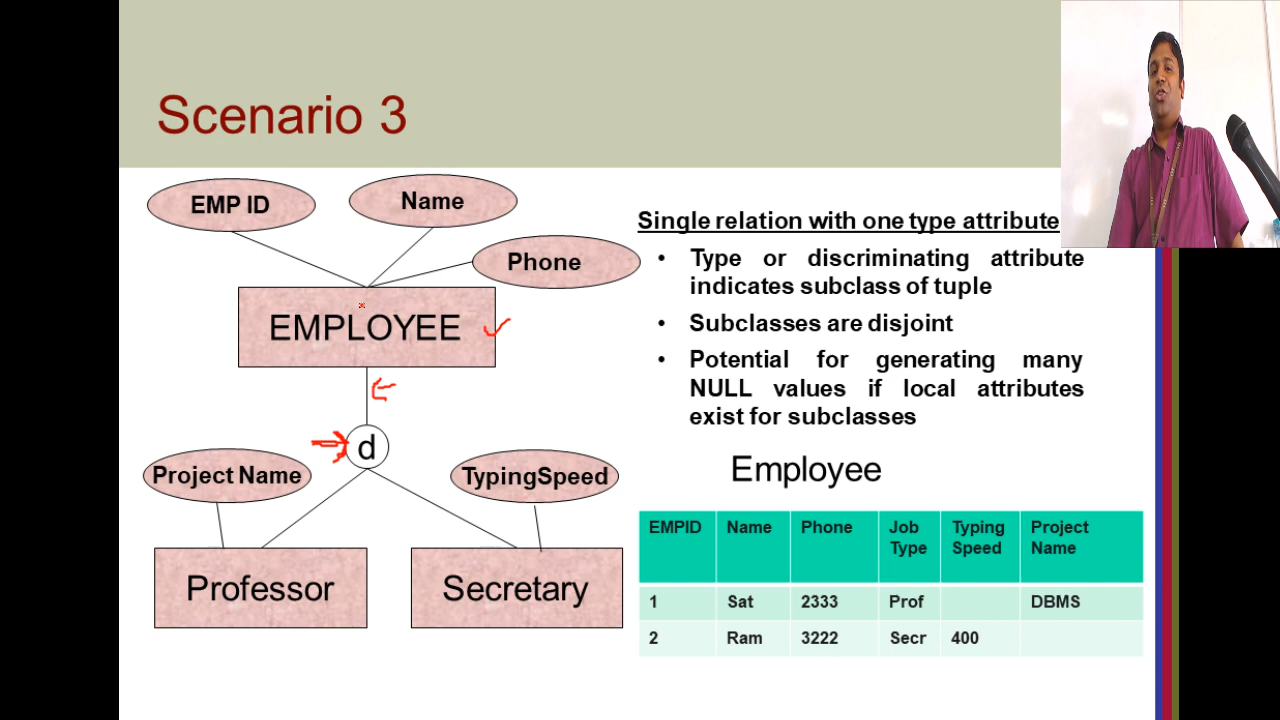 Scenario 3
EMP ID
Name
Phone
EMPLOYEE
d
Project Name
TypingSpeed
Professor
Secretary
Single relation with one type attribute
• Type or discriminating attribute
indicates subclass of tuple
• Subclasses are disjoint
• Potential for generating many
NULL values if local attributes
exist for subclasses
Employee
EMPID Name Phone Job Type Typing Speed Project Name
1 Sat 2333 Prof DBMS
2 Ram 3222 Secr 400